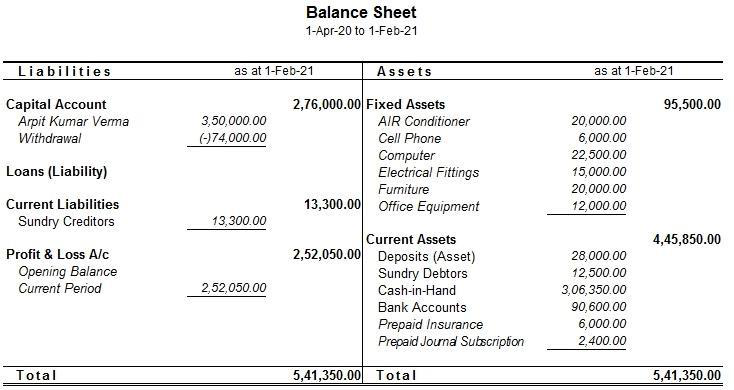 Balance Sheet
1-Apr-20 to 1-Feb-21
Liabilities as at 1-Feb-21 Assets as at 1-Feb-21
Capital Account 2,76,000.00 Fixed Assets 95,500.00
Arpit Kumar Verma 3,50,000.00 AIR Conditioner 20,000.00
Withdrawal (-)74,000.00 Cell Phone 6,000.00
Computer 22,500.00
Loans (Liability) Electrical Fittings 15,000.00
Furniture 20,000.00
Current Liabilities 13,300.00 Office Equipment 12,000.00
Sundry Creditors 13,300.00
Current Assets 4,45,850.00
Profit & Loss A/c 2,52,050.00 Deposits (Asset) 28,000.00
Opening Balance Sundry Debtors 12,500.00
Current Period 2,52,050.00 Cash-in-Hand 3,06,350.00
Bank Accounts 90,600.00
Prepaid Insurance 6,000.00
Prepaid Journal Subscription 2,400.00
Total 5,41,350.00 Total 5,41,350.00